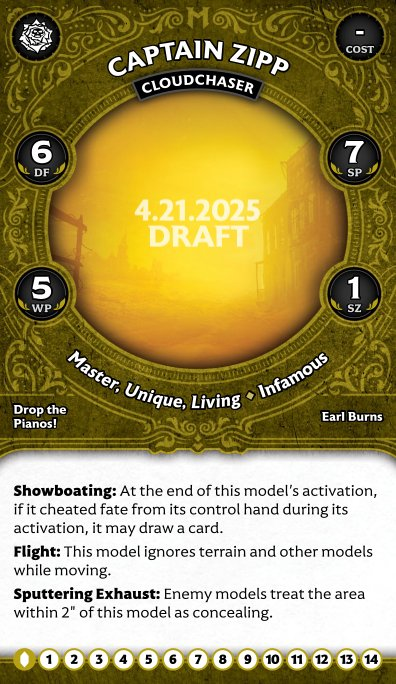 -
COST
CAPTAIN ZIPP
CLOUDCHASER
6
DF
7
SP
4.21.2025
DRAFT
5
WP
1
SZ
Master, Unique, Living ⬥ Infamous
Drop the
Pianos!
Earl Burns
Showboating: At the end of this model's activation,
if it cheated fate from its control hand during its
activation, it may draw a card.
Flight: This model ignores terrain and other models
while moving.
Sputtering Exhaust: Enemy models treat the area
within 2" of this model as concealing.
1 2 3 4 5 6 7 8 9 10 11 12 13 14